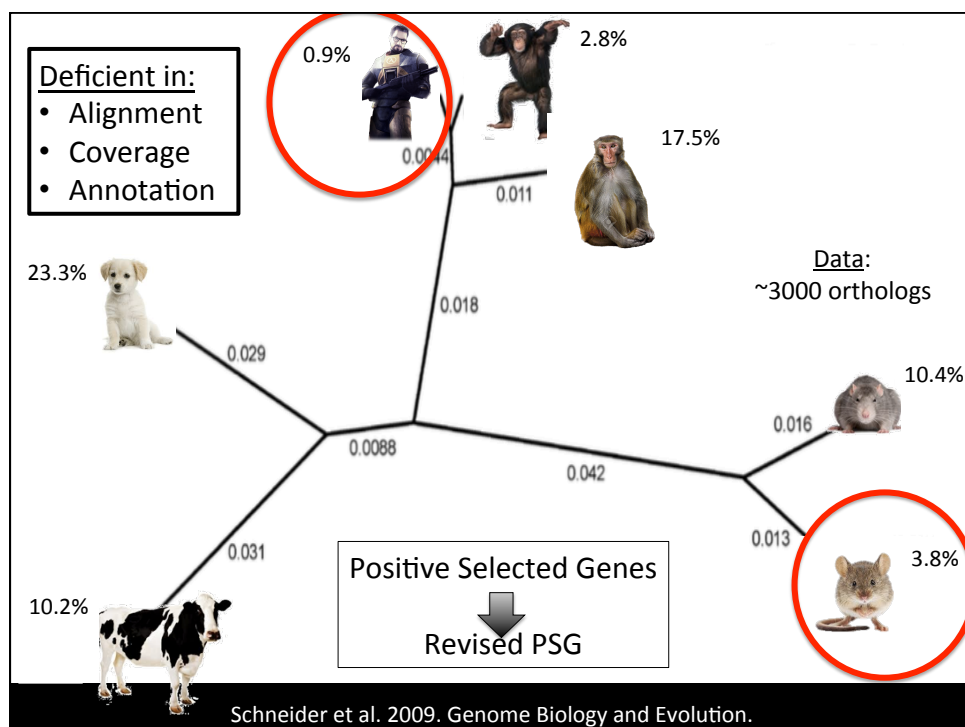 Deficient in:
• Alignment
• Coverage
• Annotation
0.9%
2.8%
17.5%
0.0044
0.011
23.3%
Data:
~3000 orthologs
0.018
0.029
10.4%
0.016
0.0088
0.042
0.013
0.031
3.8%
Positive Selected Genes
Revised PSG
10.2%
Schneider et al. 2009. Genome Biology and Evolution.